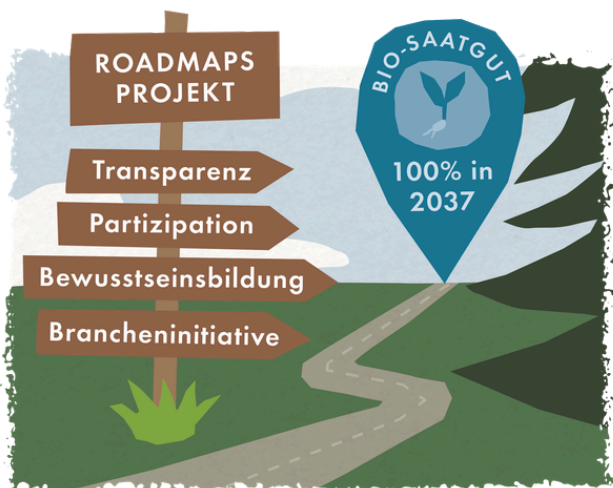 ROADMAPS
PROJEKT
Transparenz
Partizipation
Bewusstseinsbildung
Brancheninitiative
BIO-SAATGUT
100% in
2037